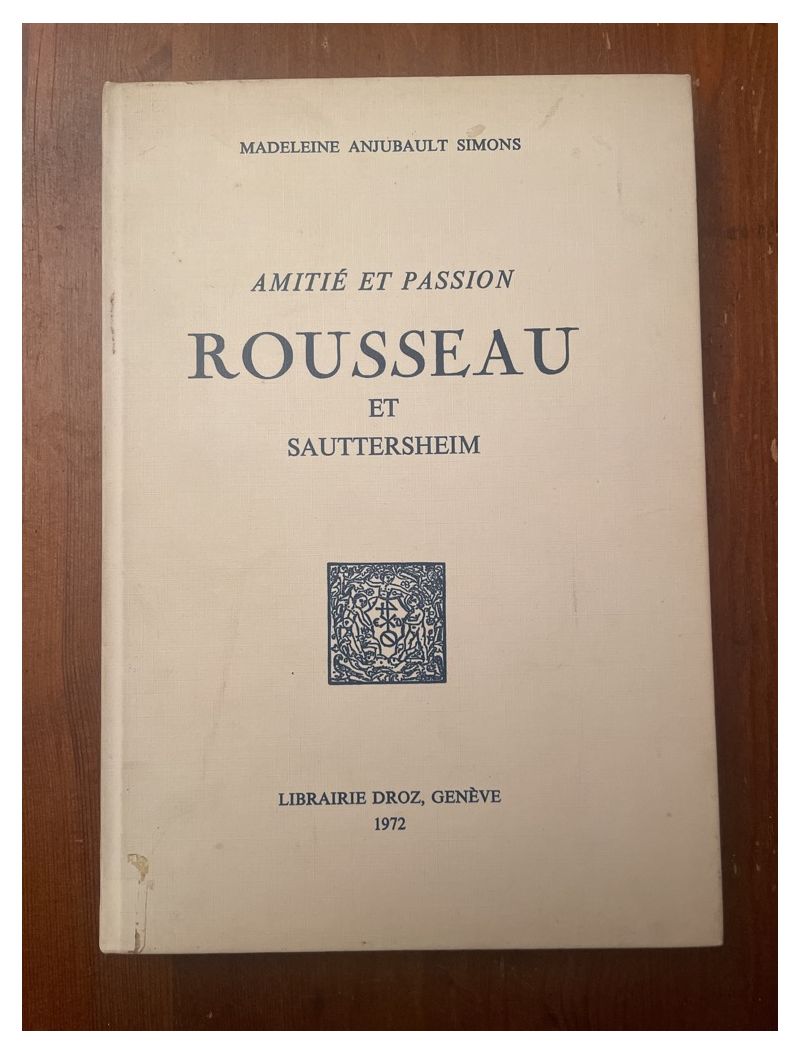 MADELEINE ANJUBAULT SIMONS
AMITIÉ ET PASSION
ROUSSEAU
ET
SAUTTERSHEIM
LIBRAIRIE DROZ, GENÈVE
1972